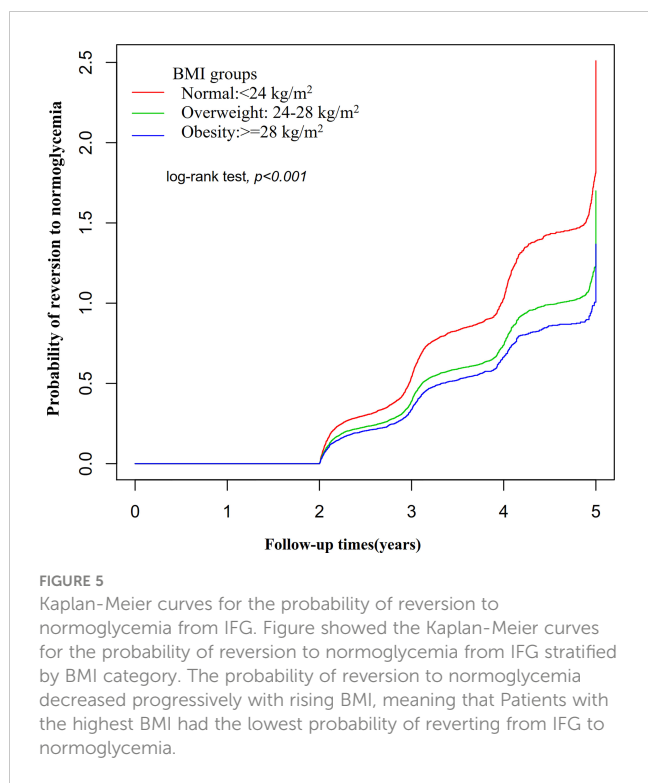 BMI groups
Normal:<24 kg/m²
Overweight: 24-28 kg/m²
Obesity:>=28 kg/m²
log-rank test, p<0.001
Probability of reversion to normoglycemia
2.5
2.0
1.5
1.0
0.5
0.0
0 1 2 3 4 5
Follow-up times(years)
FIGURE 5
Kaplan-Meier curves for the probability of reversion to
normoglycemia from IFG. Figure showed the Kaplan-Meier curves
for the probability of reversion to normoglycemia from IFG stratified
by BMI category. The probability of reversion to normoglycemia
decreased progressively with rising BMI, meaning that Patients with
the highest BMI had the lowest probability of reverting from IFG to
normoglycemia.